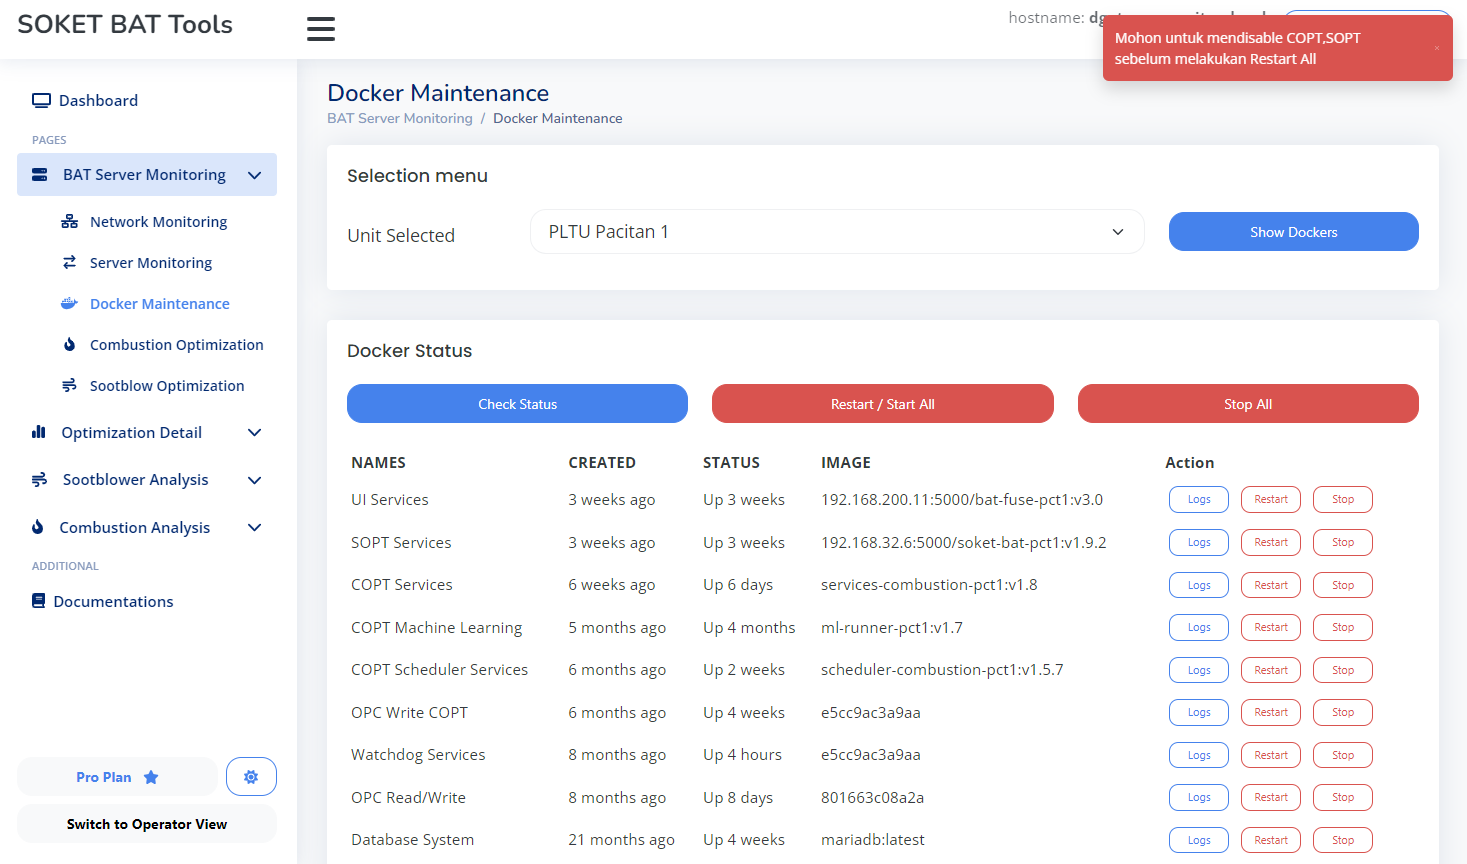 SOKET BAT Tools
hostname:
Mohon untuk mendisable COPT,SOPT
sebelum melakukan Restart All
×
Dashboard
PAGES
BAT Server Monitoring
Network Monitoring
Server Monitoring
Docker Maintenance
Combustion Optimization
Sootblow Optimization
Optimization Detail
Sootblower Analysis
Combustion Analysis
ADDITIONAL
Documentations
Pro Plan
Switch to Operator View
Docker Maintenance
BAT Server Monitoring / Docker Maintenance
Selection menu
Unit Selected PLTU Pacitan 1 Show Dockers
Docker Status
Check Status Restart / Start All Stop All
NAMES CREATED STATUS IMAGE Action
UI Services 3 weeks ago Up 3 weeks 192.168.200.11:5000/bat-fuse-pct1:v3.0 Logs Restart Stop
SOPT Services 3 weeks ago Up 3 weeks 192.168.32.6:5000/soket-bat-pct1:v1.9.2 Logs Restart Stop
COPT Services 6 weeks ago Up 6 days services-combustion-pct1:v1.8 Logs Restart Stop
COPT Machine Learning 5 months ago Up 4 months ml-runner-pct1:v1.7 Logs Restart Stop
COPT Scheduler Services 6 months ago Up 2 weeks scheduler-combustion-pct1:v1.5.7 Logs Restart Stop
OPC Write COPT 6 months ago Up 4 weeks e5cc9ac3a9aa Logs Restart Stop
Watchdog Services 8 months ago Up 4 hours e5cc9ac3a9aa Logs Restart Stop
OPC Read/Write 8 months ago Up 8 days 801663c08a2a Logs Restart Stop
Database System 21 months ago Up 4 weeks mariadb:latest Logs Restart Stop